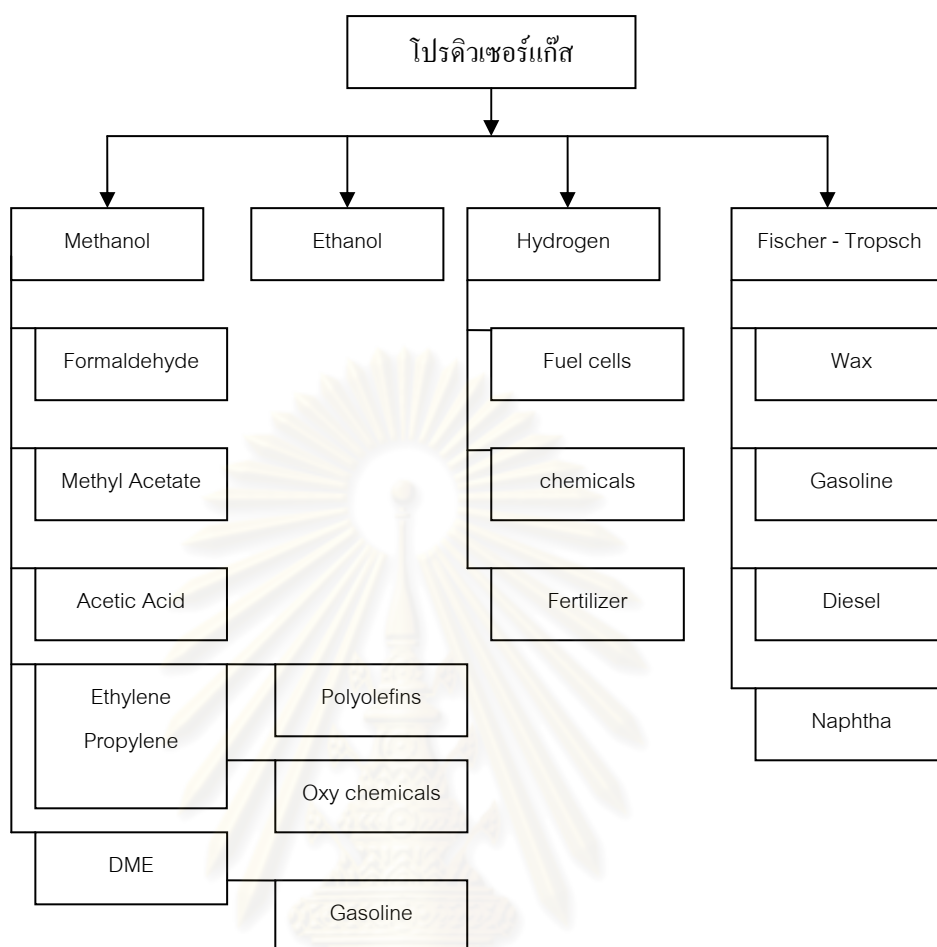 โปรดิวเซอร์แก๊ส
Methanol
Ethanol
Hydrogen
Fischer - Tropsch
Formaldehyde
Fuel cells
Wax
Methyl Acetate
chemicals
Gasoline
Acetic Acid
Fertilizer
Diesel
Ethylene
Propylene
Polyolefins
Naphtha
Oxy chemicals
DME
Gasoline